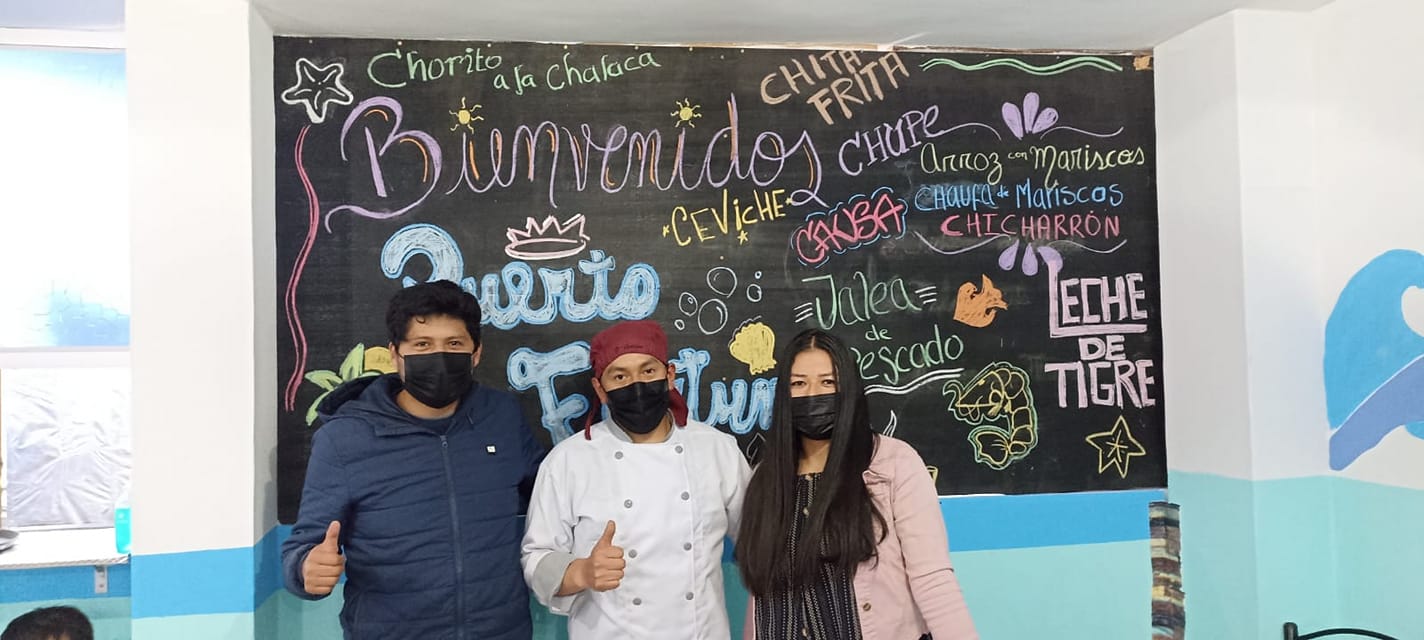 Chorito
a la Chalaca
CHITA
FRITA
Bienvenidos
CHUPE
Arroz con Mariscos
CEVICHE
CAUSA
CHAUFA de Mariscos
CHICHARRÓN
Puerto
Jalea
de
Pescado
LECHE
DE
TIGRE